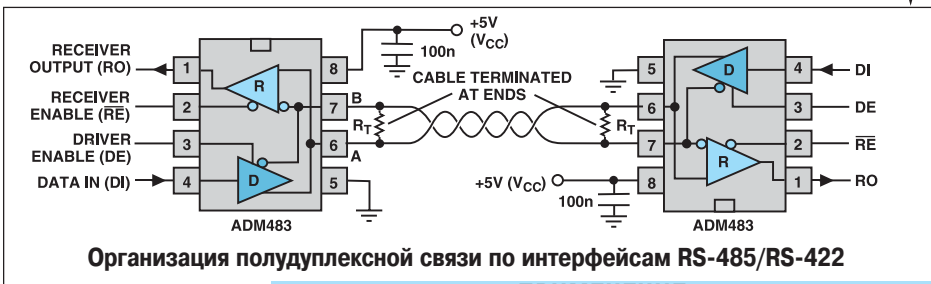 RECEIVER
OUTPUT (RO)
RECEIVER
ENABLE (R̅E̅)
DRIVER
ENABLE (DE)
DATA IN (DI)
1
2
3
4
R
D
8
7
6
5
B
A
ADM483
+5V
(VCC)
100n
CABLE TERMINATED
AT ENDS
RT
RT
+5V (VCC)
100n
5
6
7
8
D
R
4
3
2
1
DI
DE
R̅E̅
RO
ADM483
Организация полудуплексной связи по интерфейсам RS-485/RS-422